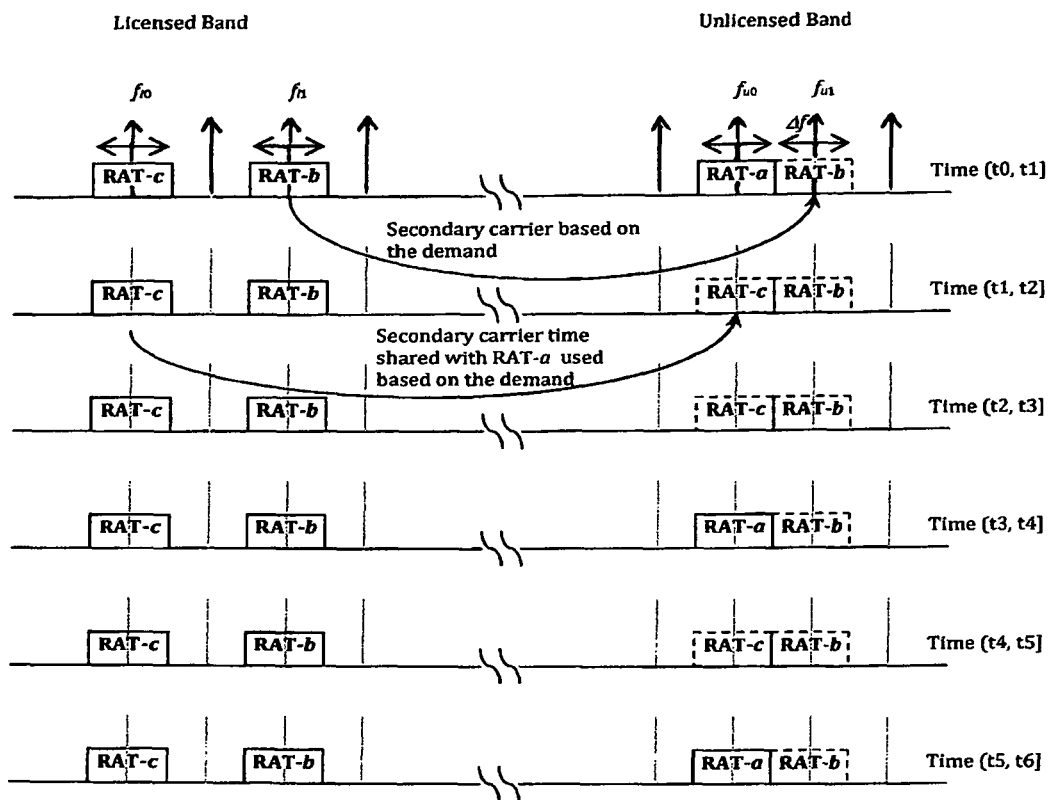 Licensed Band
Unlicensed Band
fl0
fl1
fu0
fu1
Δf
RAT-c
RAT-b
RAT-a
RAT-b
Time (t0, t1]
Secondary carrier based on
the demand
RAT-c
RAT-b
RAT-c
RAT-b
Time (t1, t2]
Secondary carrier time
shared with RAT-a used
based on the demand
RAT-c
RAT-b
RAT-c
RAT-b
Time (t2, t3]
RAT-c
RAT-b
RAT-a
RAT-b
Time (t3, t4]
RAT-c
RAT-b
RAT-c
RAT-b
Time (t4, t5]
RAT-c
RAT-b
RAT-a
RAT-b
Time (t5, t6]